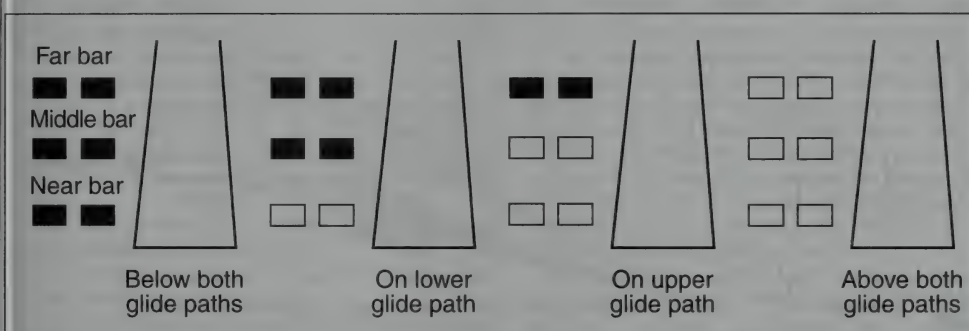 Far bar
Middle bar
Near bar
Below both
glide paths
On lower
glide path
On upper
glide path
Above both
glide paths